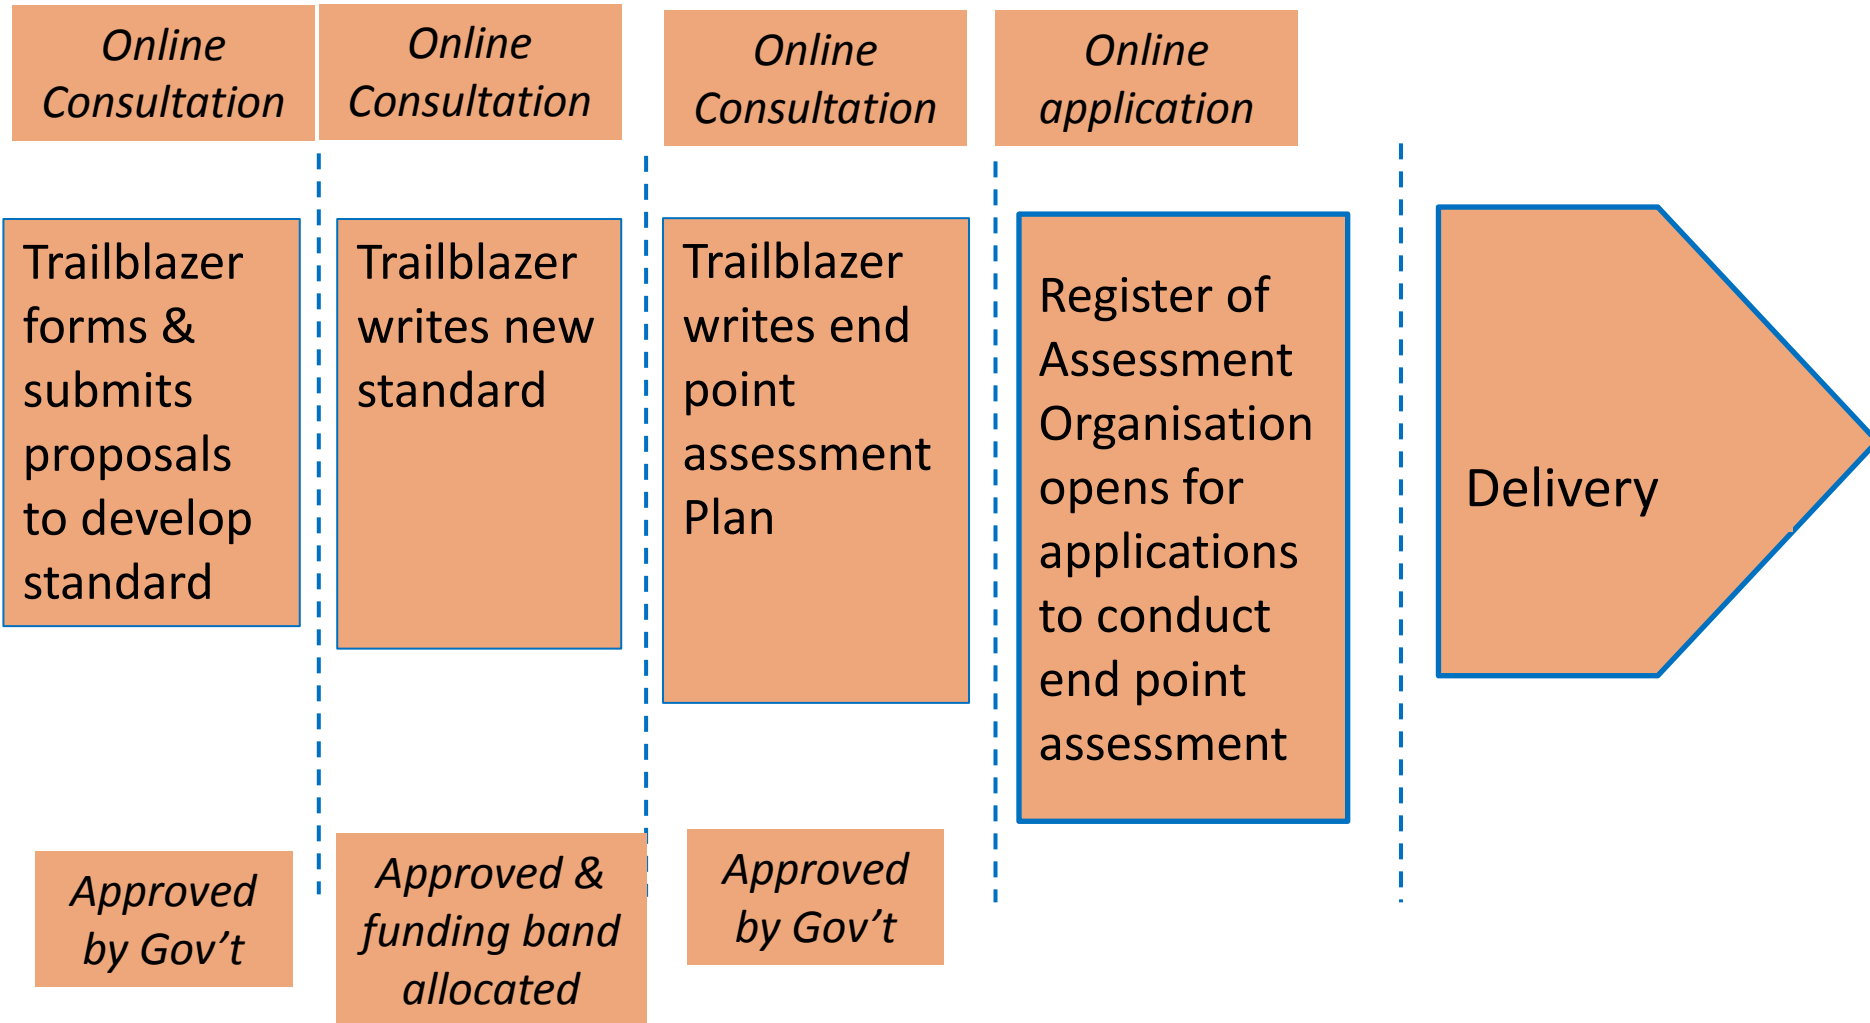 Online
Consultation
Online
Consultation
Online
Consultation
Online
application
Trailblazer
forms &
submits
proposals
to develop
standard
Trailblazer
writes new
standard
Trailblazer
writes end
point
assessment
Plan
Register of
Assessment
Organisation
opens for
applications
to conduct
end point
assessment
Delivery
Approved
by Gov’t
Approved &
funding band
allocated
Approved
by Gov’t